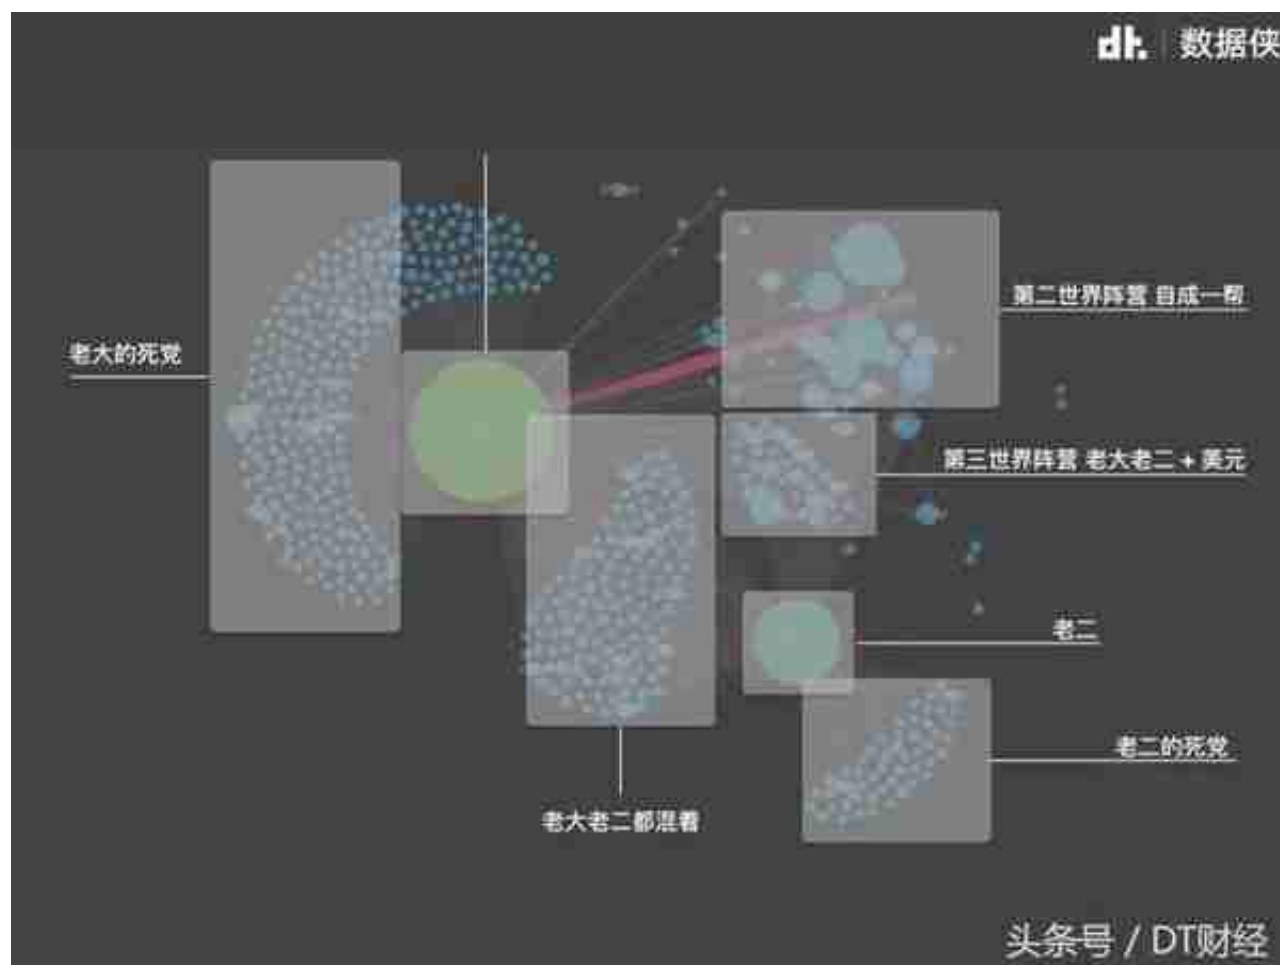 dt. | 数据侠
第二世界阵营 自成一帮
老大的死党
第三世界阵营 老大老二+美元
老二
老二的死党
老大老二都混着
头条号 / DT财经